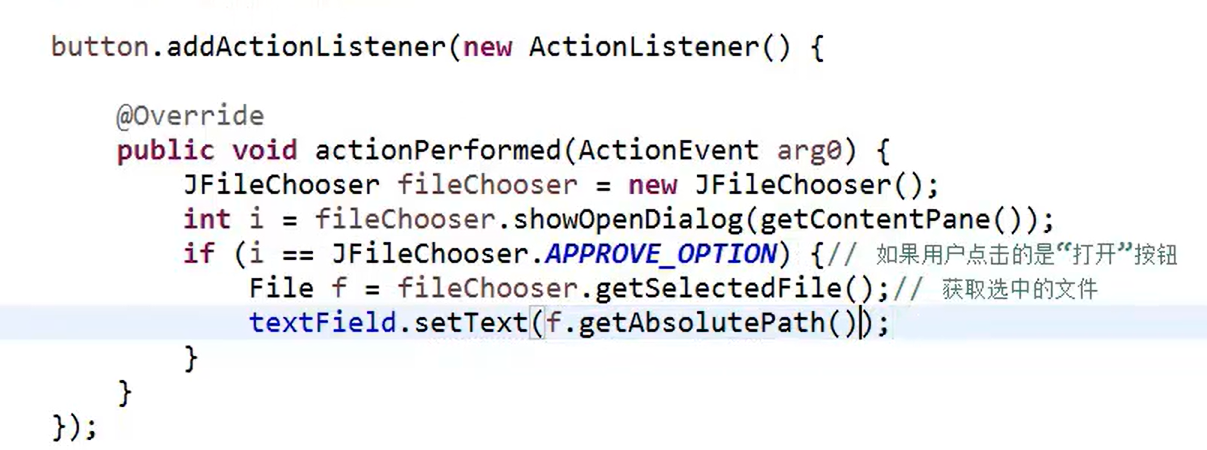 button.addActionListener(new ActionListener() {
@Override
public void actionPerformed(ActionEvent arg0) {
JFileChooser fileChooser = new JFileChooser();
int i = fileChooser.showOpenDialog(getContentPane());
if (i == JFileChooser.APPROVE_OPTION) {// 如果用户点击的是“打开”按钮
File f = fileChooser.getSelectedFile();// 获取选中的文件
textField.setText(f.getAbsolutePath());
}
}
});